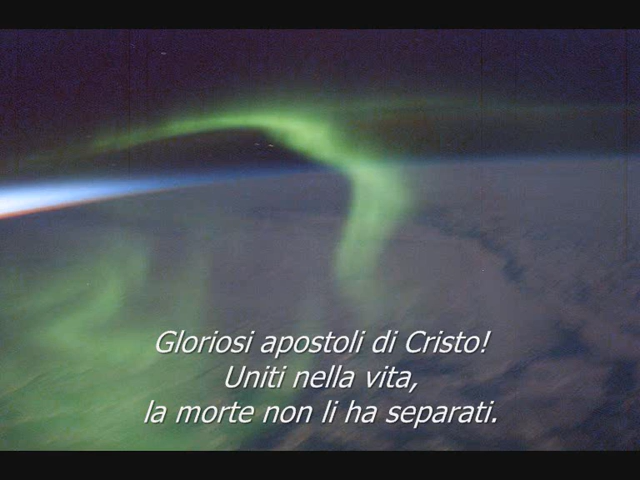 Gloriosi apostoli di Cristo!
Uniti nella vita,
la morte non li ha separati.